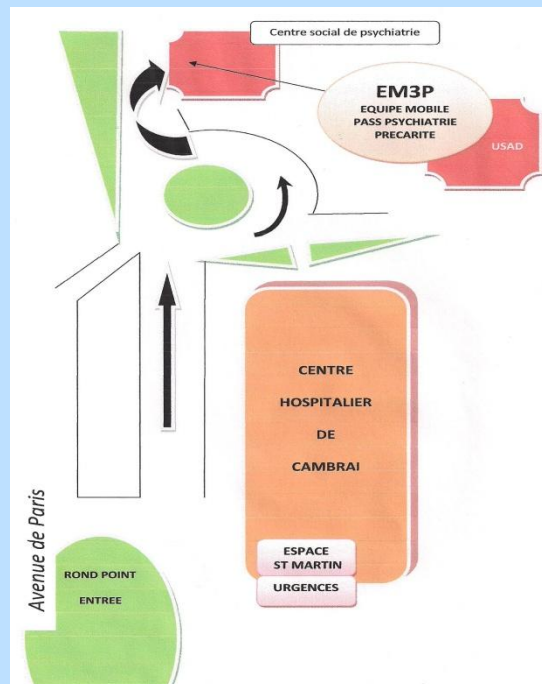 Centre social de psychiatrie
EM3P
EQUIPE MOBILE
PASS PSYCHIATRIE
PRECARITE
USAD
CENTRE
HOSPITALIER
DE
CAMBRAI
ESPACE
ST MARTIN
URGENCES
Avenue de Paris
ROND POINT
ENTREE